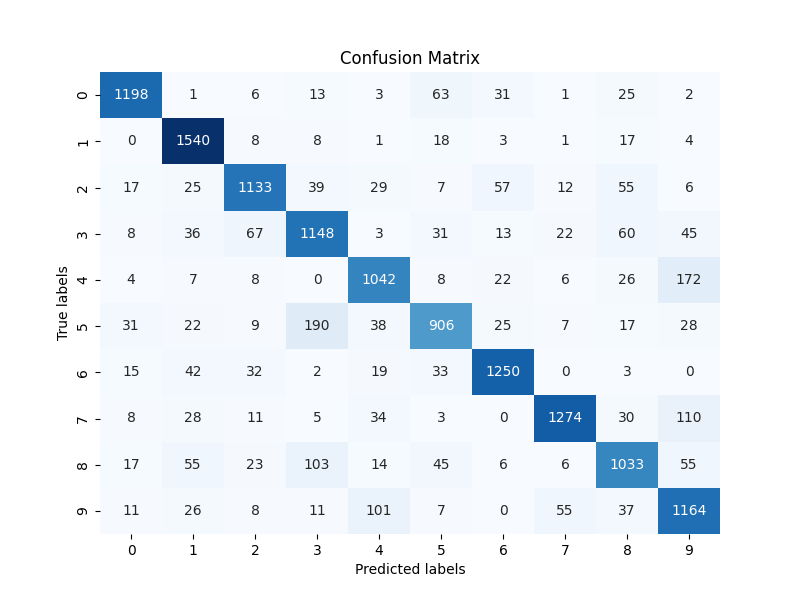 Confusion Matrix
0 1198 1 6 13 3 63 31 1 25 2
1 0 1540 8 8 1 18 3 1 17 4
2 17 25 1133 39 29 7 57 12 55 6
3 8 36 67 1148 3 31 13 22 60 45
4 4 7 8 0 1042 8 22 6 26 172
5 31 22 9 190 38 906 25 7 17 28
6 15 42 32 2 19 33 1250 0 3 0
7 8 28 11 5 34 3 0 1274 30 110
8 17 55 23 103 14 45 6 6 1033 55
9 11 26 8 11 101 7 0 55 37 1164
0 1 2 3 4 5 6 7 8 9
Predicted labels
True labels